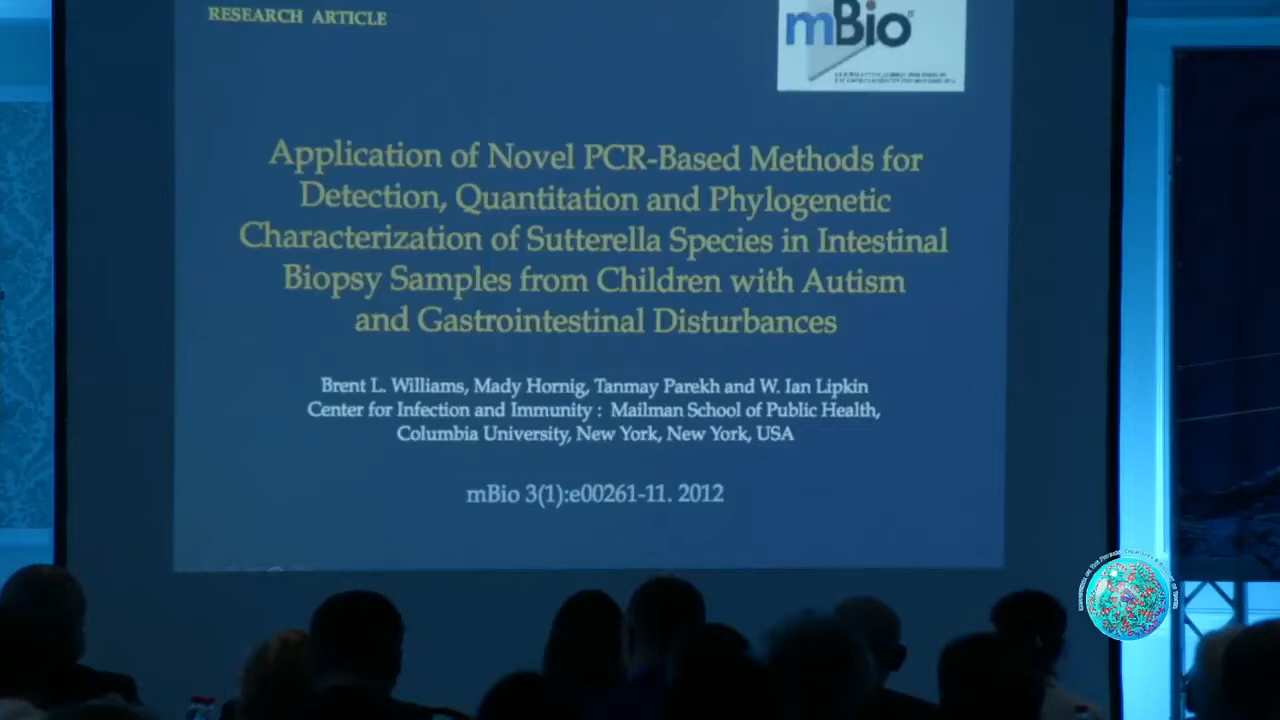 RESEARCH ARTICLE
mBio
Application of Novel PCR-Based Methods for
Detection, Quantitation and Phylogenetic
Characterization of Sutterella Species in Intestinal
Biopsy Samples from Children with Autism
and Gastrointestinal Disturbances
Brent L. Williams, Mady Hornig, Tanmay Parekh and W. Ian Lipkin
Center for Infection and Immunity : Mailman School of Public Health,
Columbia University, New York, New York, USA
mBio 3(1):e00261-11. 2012